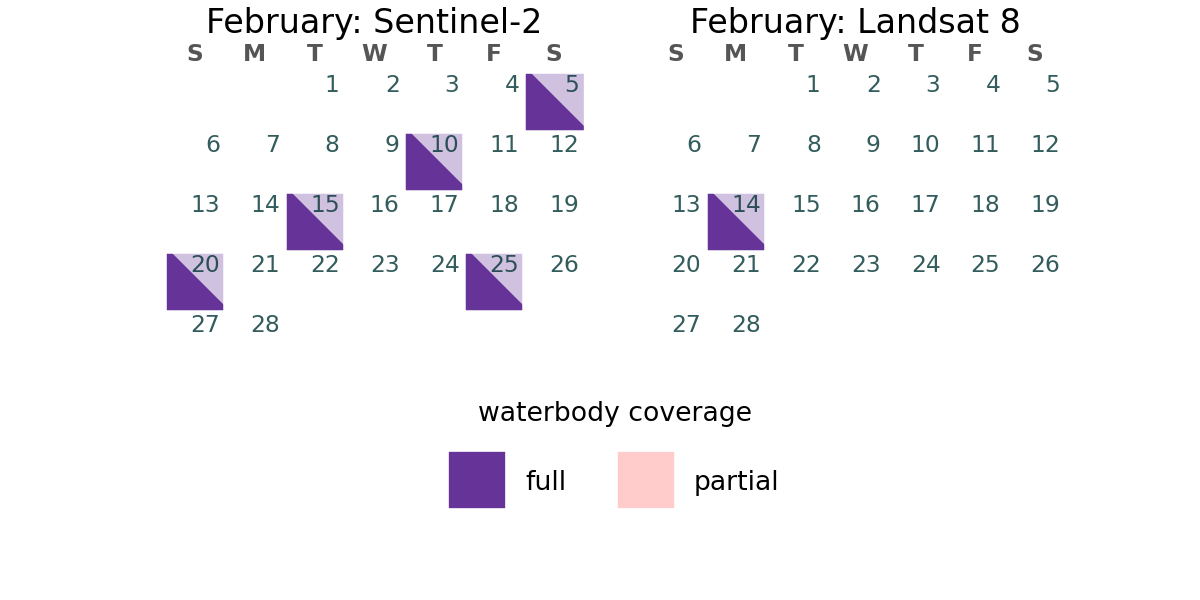 February: Sentinel-2
S M T W T F S
1 2 3 4 5
6 7 8 9 10 11 12
13 14 15 16 17 18 19
20 21 22 23 24 25 26
27 28
February: Landsat 8
S M T W T F S
1 2 3 4 5
6 7 8 9 10 11 12
13 14 15 16 17 18 19
20 21 22 23 24 25 26
27 28
waterbody coverage
full partial